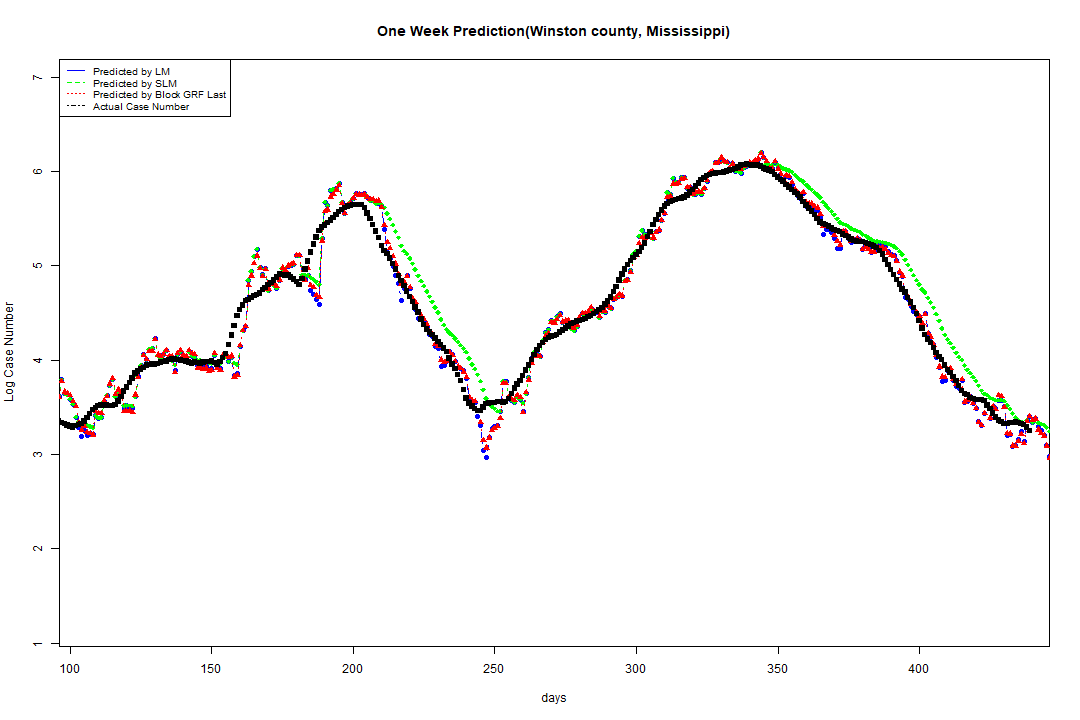 One Week Prediction(Winston county, Mississippi)
Predicted by LM
Predicted by SLM
Predicted by Block GRF Last
Actual Case Number
7
6
5
4
3
2
1
Log Case Number
100 150 200 250 300 350 400
days